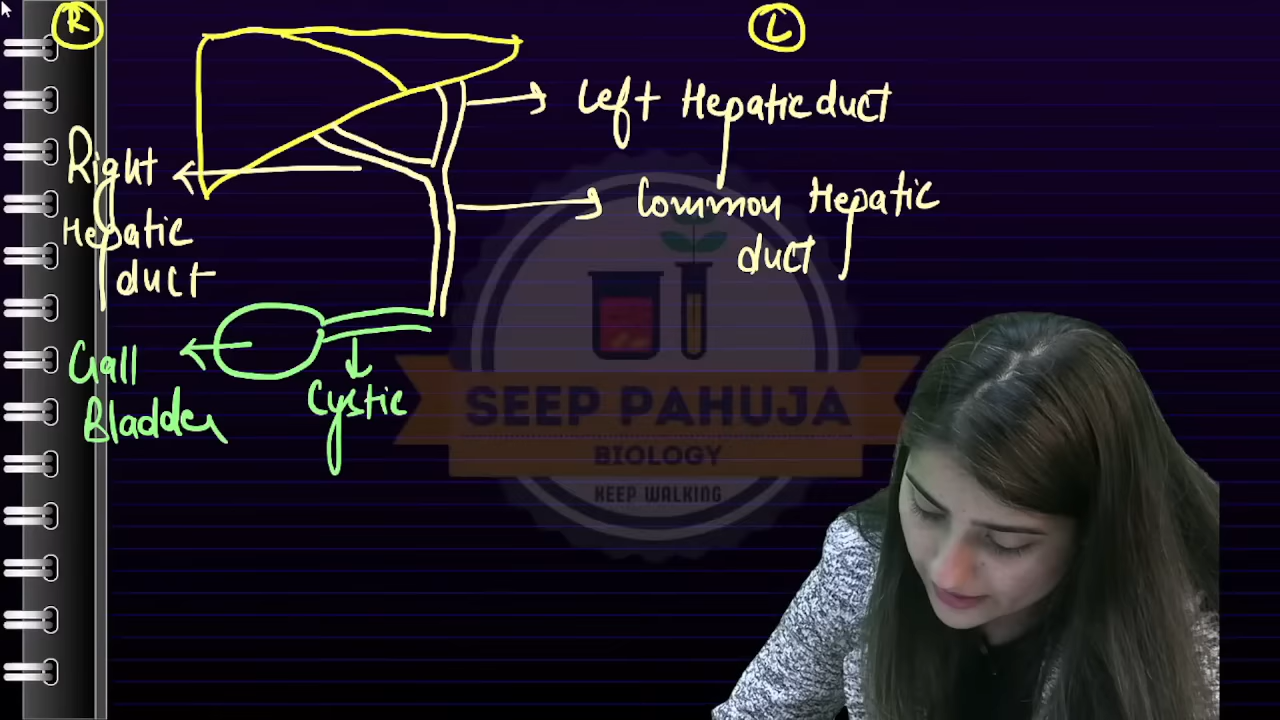 R
L
Left Hepatic duct
Right
Hepatic
duct
Common Hepatic
duct
Gall
Bladder
Cystic
SEEP PAHUJA
BIOLOGY
KEEP WALKING